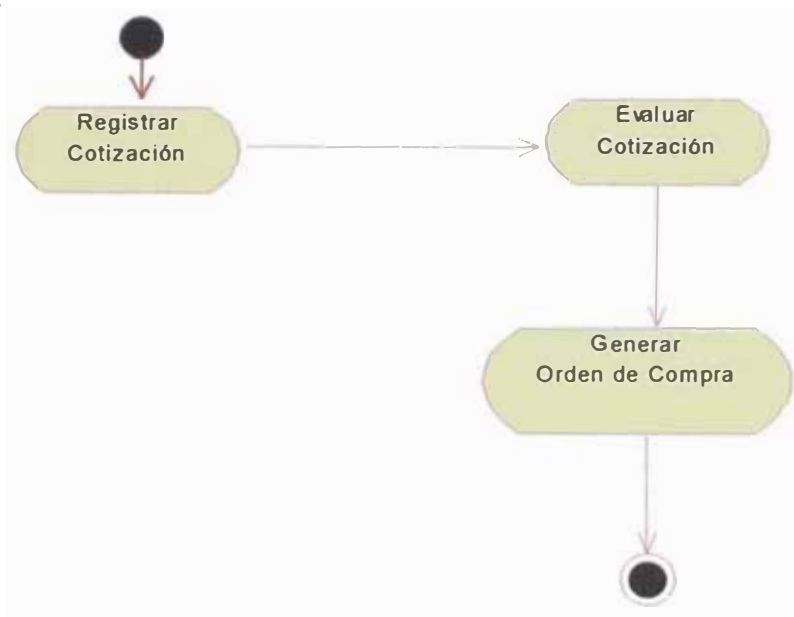 Registrar
Cotización
Evaluar
Cotización
Generar
Orden de Compra